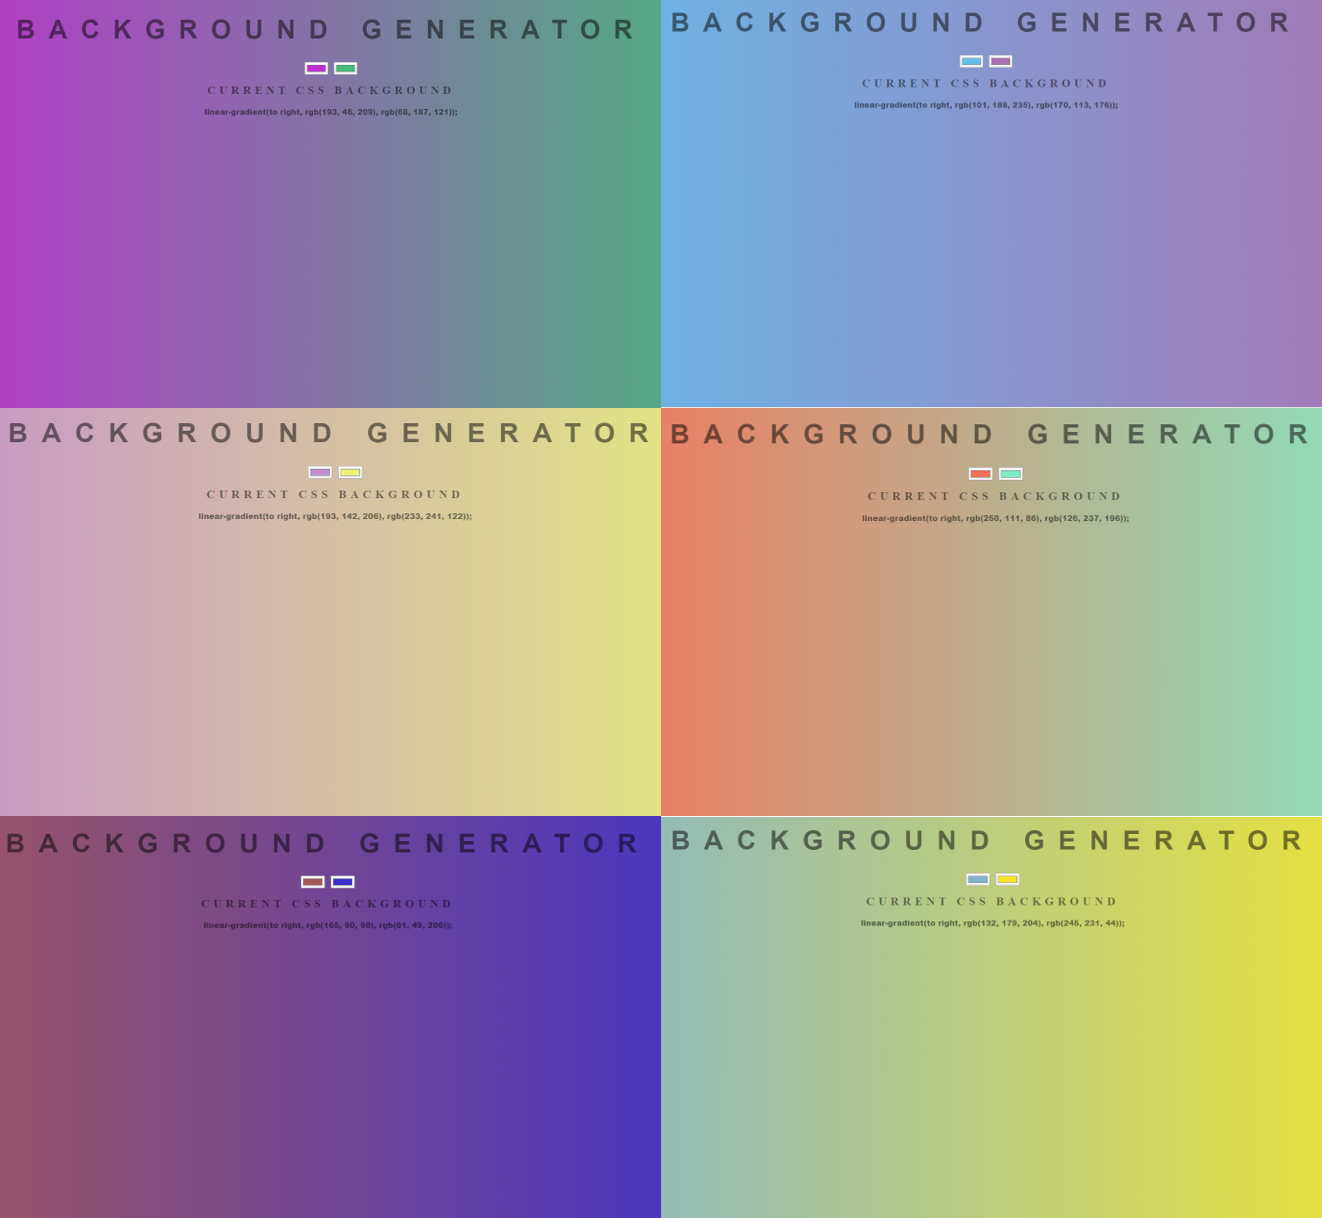 BACKGROUND GENERATOR
CURRENT CSS BACKGROUND
linear-gradient(to right, rgb(193, 46, 209), rgb(68, 187, 121));
BACKGROUND GENERATOR
CURRENT CSS BACKGROUND
linear-gradient(to right, rgb(101, 188, 235), rgb(170, 113, 176));
BACKGROUND GENERATOR
CURRENT CSS BACKGROUND
linear-gradient(to right, rgb(193, 142, 206), rgb(233, 241, 122));
BACKGROUND GENERATOR
CURRENT CSS BACKGROUND
linear-gradient(to right, rgb(250, 111, 86), rgb(126, 237, 196));
BACKGROUND GENERATOR
CURRENT CSS BACKGROUND
linear-gradient(to right, rgb(165, 90, 90), rgb(61, 49, 206));
BACKGROUND GENERATOR
CURRENT CSS BACKGROUND
linear-gradient(to right, rgb(132, 179, 204), rgb(245, 231, 44));